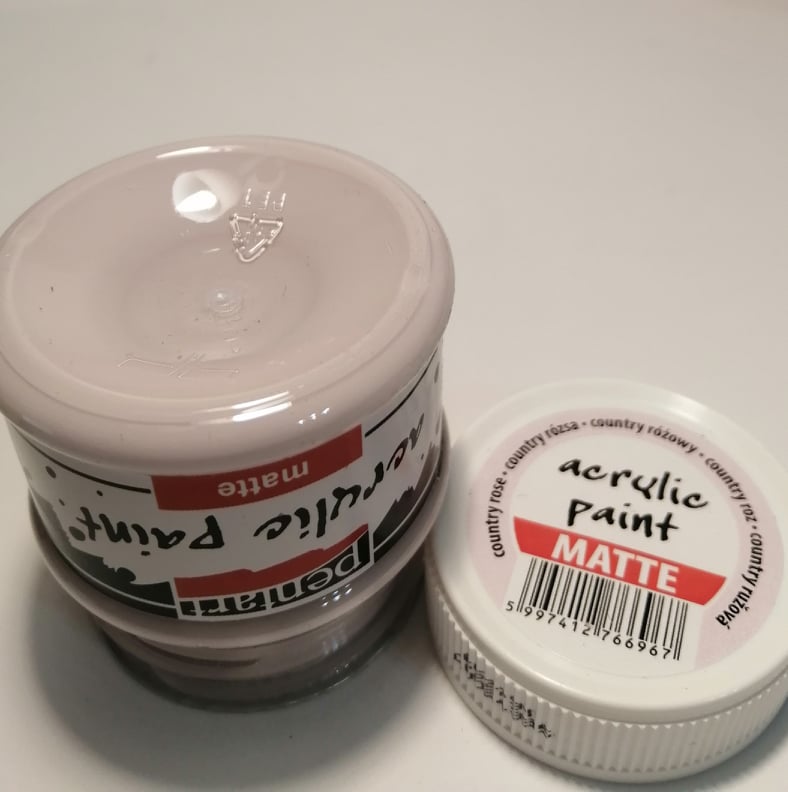 PET
matte
acrylic paint
pentart
country rose • country rózsa • country różowy • country roz • country ružová
acrylic
paint
MATTE
5 997412 766967